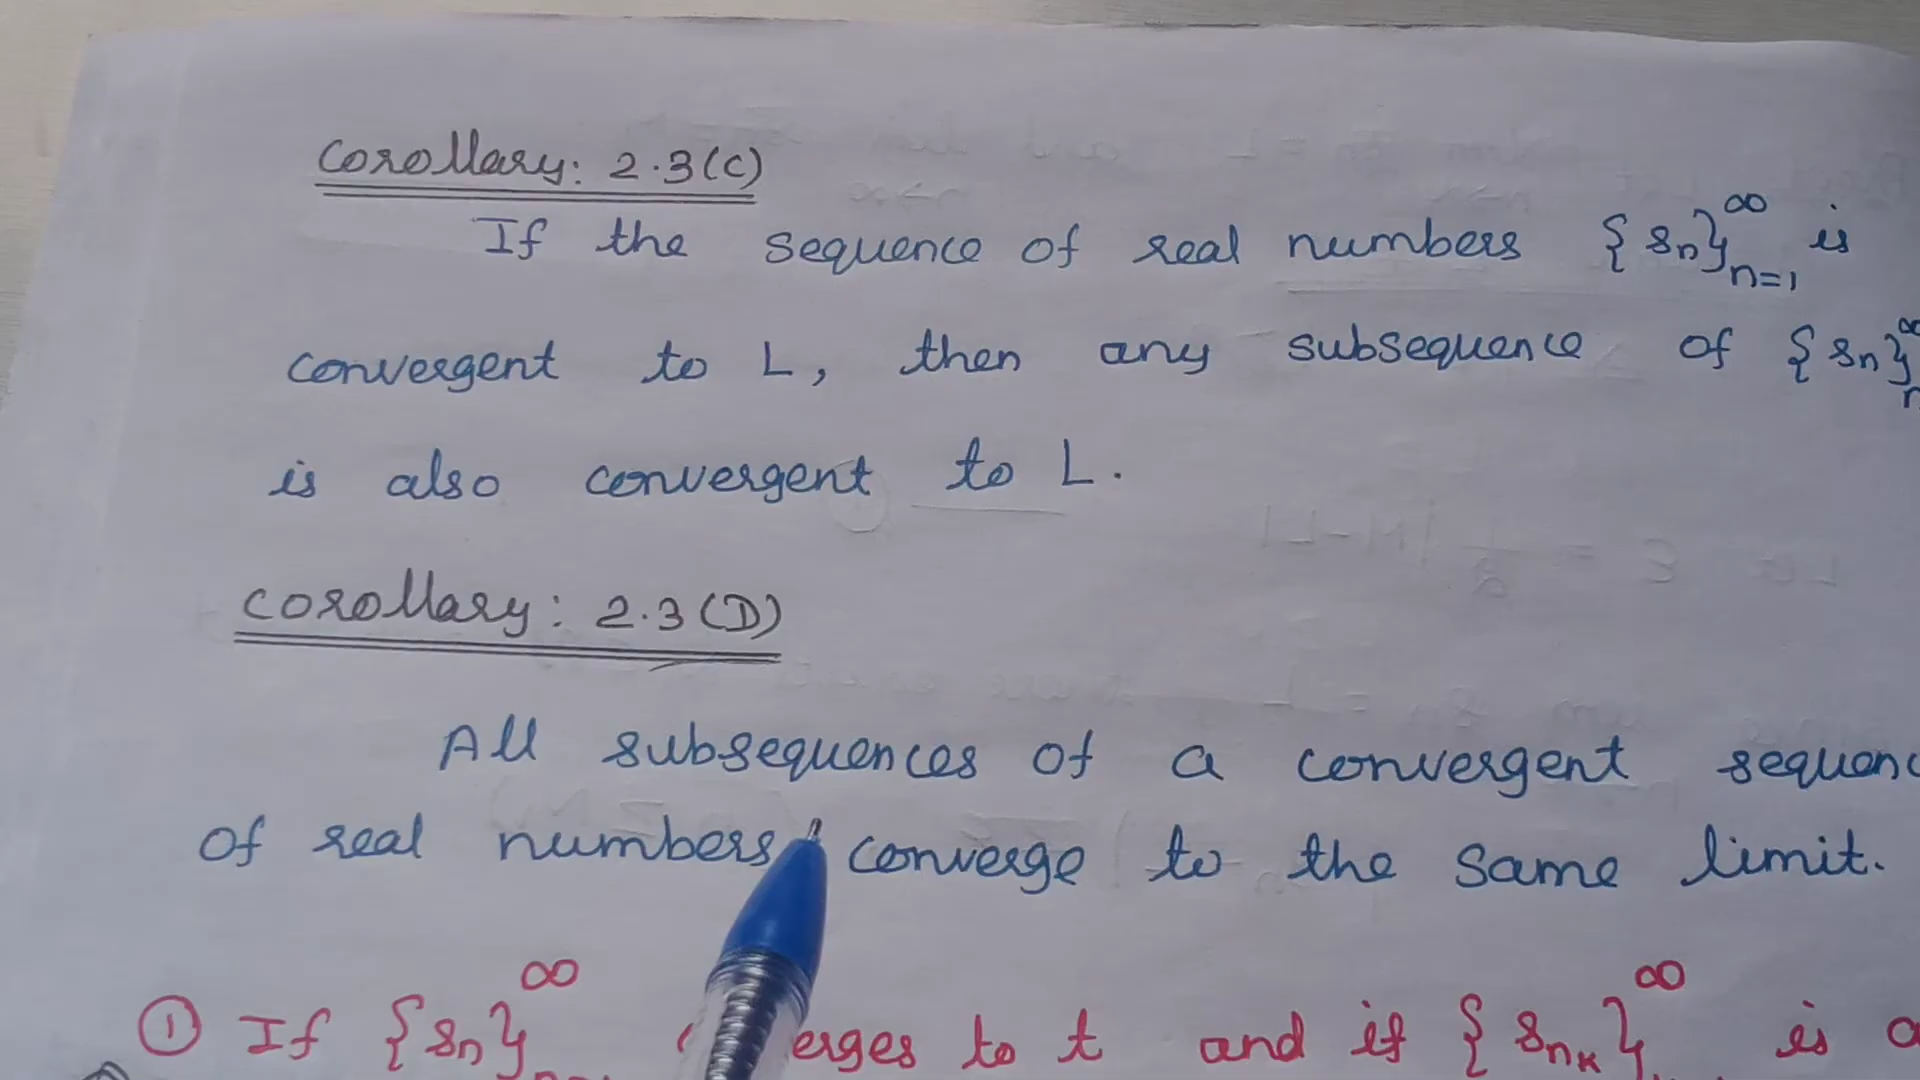 Corollary: 2.3(C)
If the sequence of real numbers {sn}∞n=1 is
convergent to L, then any subsequence of {sn}∞n
is also convergent to L.
Corollary: 2.3(D)
All subsequences of a convergent sequenc
of real numbers converge to the same limit.
① If {sn}∞ erges to t and if {snk}∞ is a